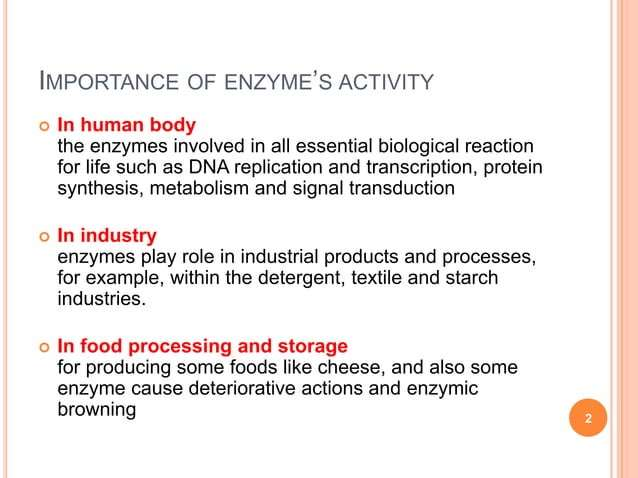 IMPORTANCE OF ENZYME'S ACTIVITY
In human body
the enzymes involved in all essential biological reaction
for life such as DNA replication and transcription, protein
synthesis, metabolism and signal transduction
In industry
enzymes play role in industrial products and processes,
for example, within the detergent, textile and starch
industries.
In food processing and storage
for producing some foods like cheese, and also some
enzyme cause deteriorative actions and enzymic
browning
2